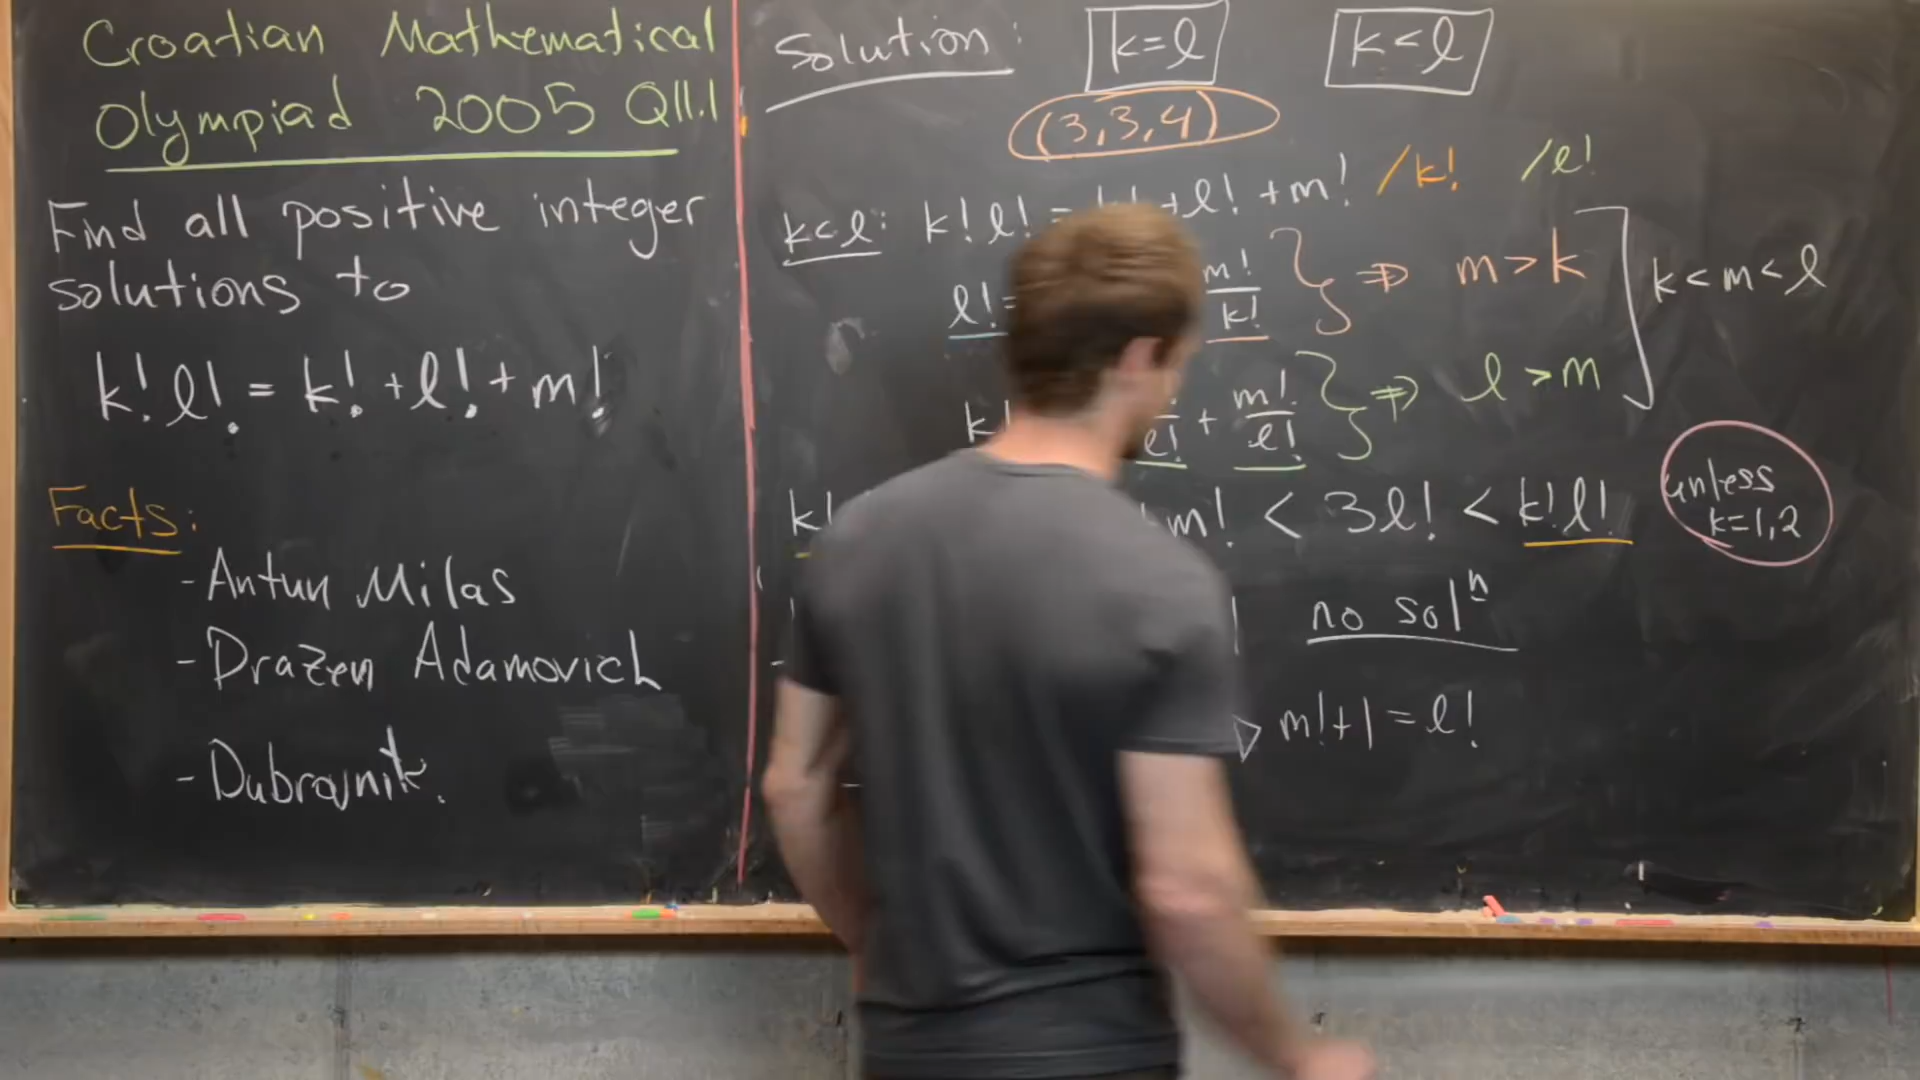 Croatian Mathematical
Olympiad 2005 Q11.1
Find all positive integer
solutions to
k! l! = k! + l! + m!
Facts:
- Antun Milas
- Drazen Adamovich
- Dubrovnik.
Solution: k=l k<l
(3,3,4)
k<l: k! l! = +l! +m! /k! /l!
l! = m!/k! } ⇒ m > k
k! l! + m!/l! } ⇒ l > m
k < m < l
k! +m! < 3l! < k!l! unless k=1,2
no solⁿ
m!+1 = l!